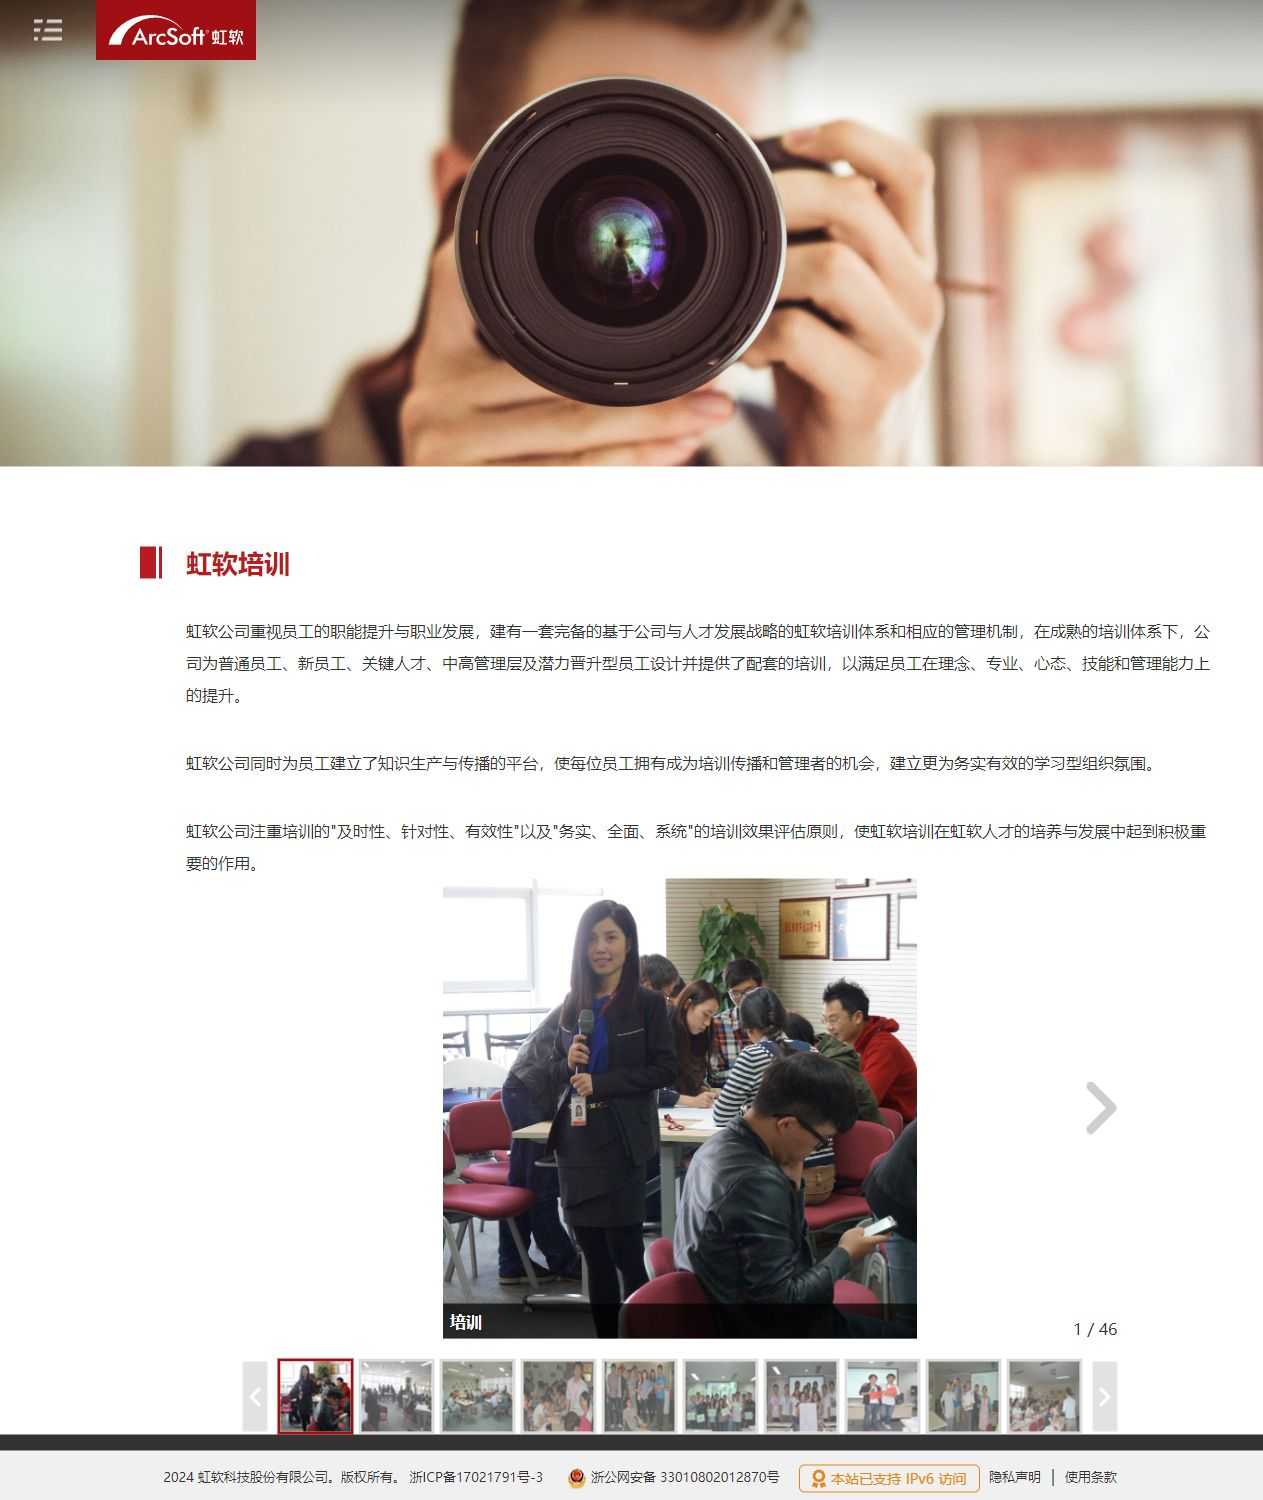 ArcSoft 虹软
虹软培训
虹软公司重视员工的职能提升与职业发展，建有一套完备的基于公司与人才发展战略的虹软培训体系和相应的管理机制，在成熟的培训体系下，公
司为普通员工、新员工、关键人才、中高管理层及潜力晋升型员工设计并提供了配套的培训，以满足员工在理念、专业、心态、技能和管理能力上
的提升。
虹软公司同时为员工建立了知识生产与传播的平台，使每位员工拥有成为培训传播和管理者的机会，建立更为务实有效的学习型组织氛围。
虹软公司注重培训的"及时性、针对性、有效性"以及"务实、全面、系统"的培训效果评估原则，使虹软培训在虹软人才的培养与发展中起到积极重
要的作用。
培训
1 / 46
2024 虹软科技股份有限公司。版权所有。 浙ICP备17021791号-3 浙公网安备 33010802012870号 本站已支持 IPv6 访问 隐私声明 | 使用条款